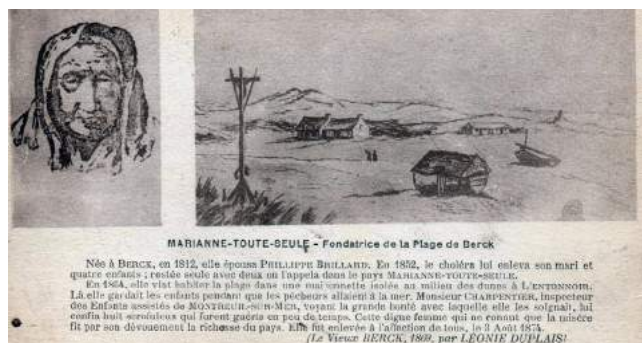 MARIANNE-TOUTE-SEULE - Fondatrice de la Plage de Berck
Née à BERCK, en 1812, elle épousa PHILLIPPE BRILLARD. En 1852, le choléra lui enleva son mari et
quatre enfants ; restée seule avec deux on l'appela dans le pays MARIANNE-TOUTE-SEULE.
En 1854, elle vint habiter la plage dans une maisonnette isolée au milieu des dunes à L'ENTONNOIR.
Là elle gardait les enfants pendant que les pêcheurs allaient à la mer. Monsieur CHARPENTIER, inspecteur
des Enfants assistés de MONTREUIL-SUR-MER, voyant la grande bonté avec laquelle elle les soignait, lui
confia huit scrofuleux qui furent guéris en peu de temps. Cette digne femme qui ne connut que la misère
fit par son dévouement la richesse du pays. Elle fut enlevée à l'affection de tous, le 3 Août 1874.
(Le Vieux BERCK, 1869, par LÉONIE DUPLAIS)